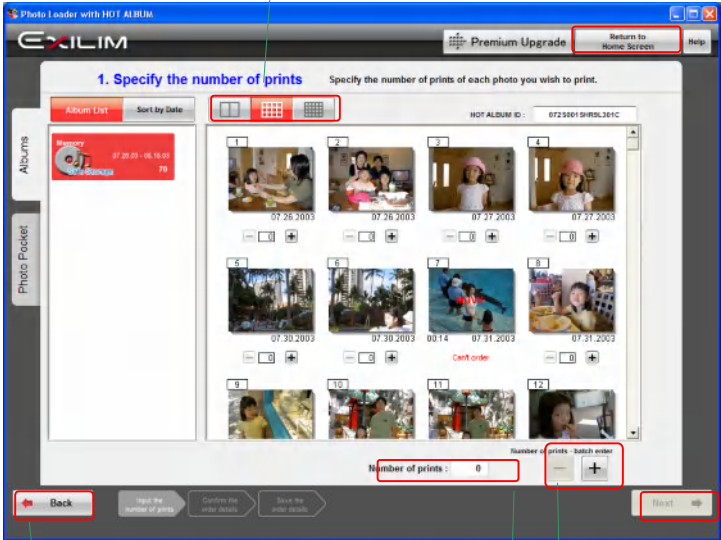 Photo Loader with HOT ALBUM
EXILIM
Premium Upgrade
Return to
Home Screen
Help
1. Specify the number of prints
Specify the number of prints of each photo you wish to print.
Albums
Photo Pocket
Album List
Sort by Date
HOT ALBUM ID :
Memory
70
1
2
3
4
07.26.2003
07.26.2003
07.27.2003
07.27.2003
0
0
0
0
5
6
7
8
MOVIE
07.30.2003
07.30.2003
00:14 07.31.2003
07.31.2003
0
0
Can't order
0
9
10
11
12
Number of prints - batch enter
Number of prints : 0
Back
Input the
number of prints
Confirm the
order details
Save the
order details
Next